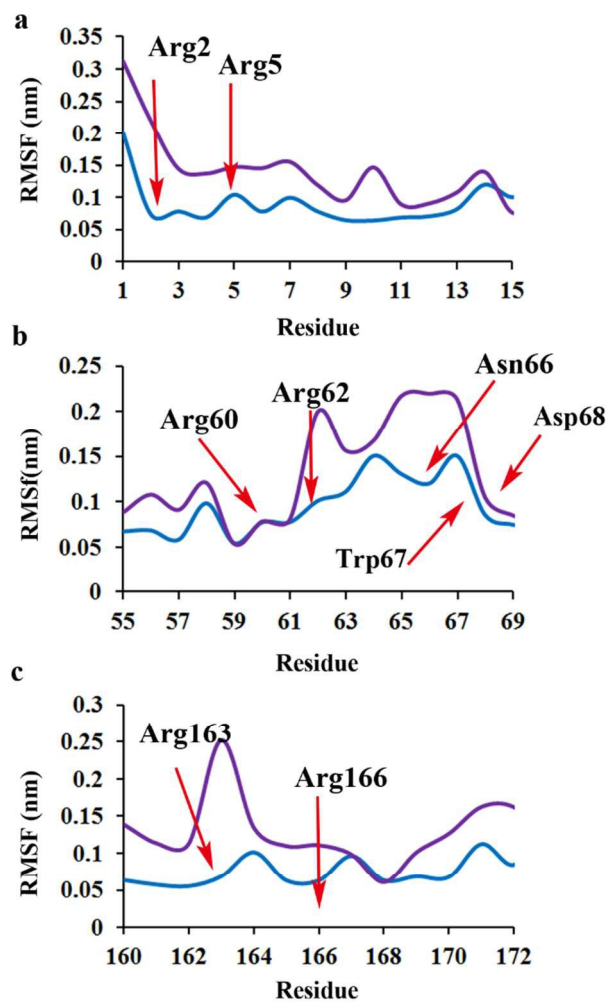 a
0.35
0.3
0.25
0.2
0.15
0.1
0.05
0
RMSF (nm)
Arg2
Arg5
1 3 5 7 9 11 13 15
Residue
b
0.25
0.2
0.15
0.1
0.05
0
RMSf(nm)
Arg60
Arg62
Asn66
Asp68
Trp67
55 57 59 61 63 65 67 69
Residue
c
0.3
0.25
0.2
0.15
0.1
0.05
0
RMSF (nm)
Arg163
Arg166
160 162 164 166 168 170 172
Residue